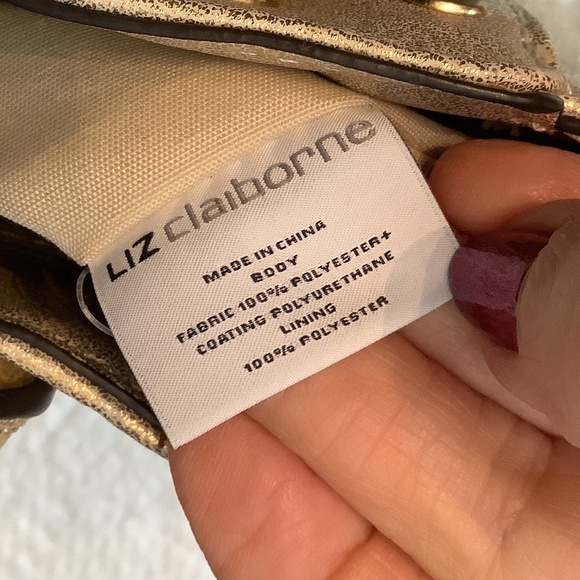 LIZ claiborne
MADE IN CHINA
BODY
FABRIC 100% POLYESTER+
COATING POLYURETHANE
LINING
100% POLYESTER